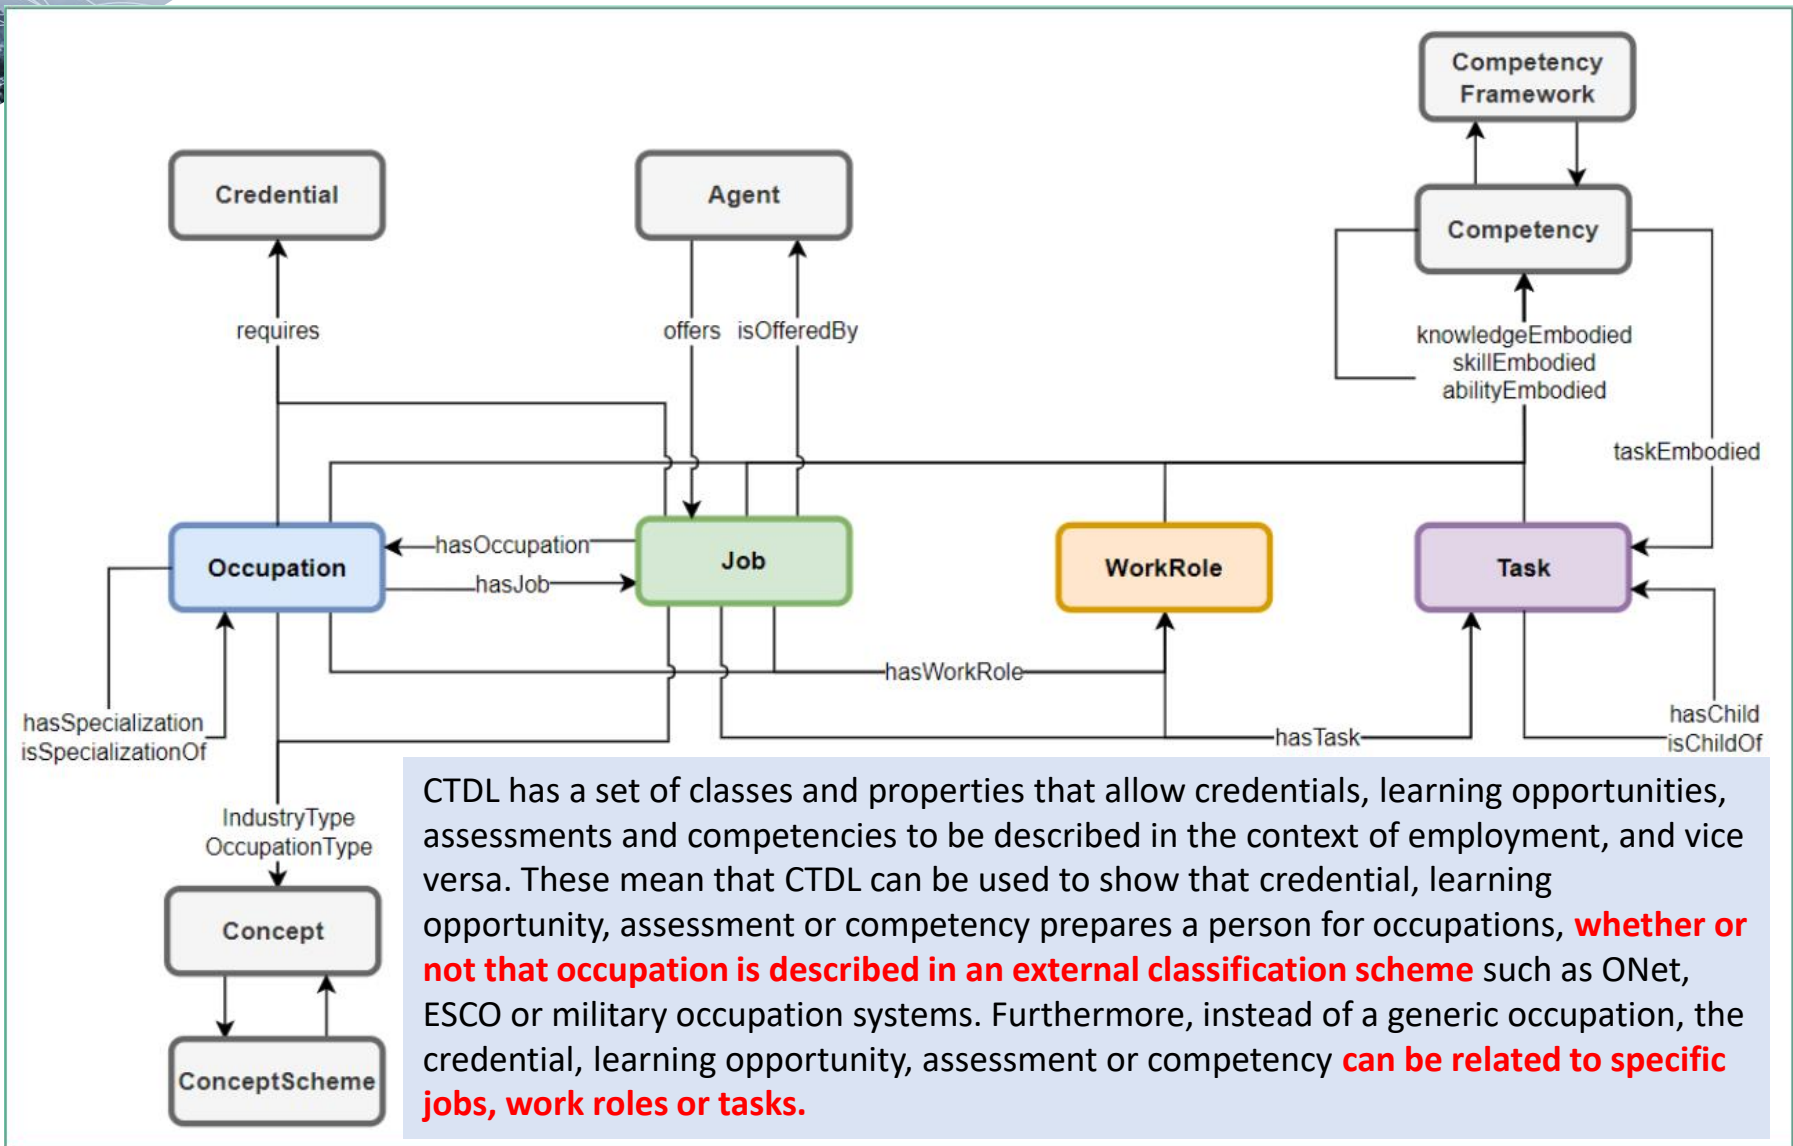 Competency
Framework
Credential
Agent
Competency
requires
offers
isOfferedBy
knowledgeEmbodied
skillEmbodied
abilityEmbodied
taskEmbodied
Occupation
hasOccupation
hasJob
Job
WorkRole
Task
hasWorkRole
hasSpecialization
isSpecializationOf
hasTask
hasChild
isChildOf
IndustryType
OccupationType
Concept
ConceptScheme
CTDL has a set of classes and properties that allow credentials, learning opportunities,
assessments and competencies to be described in the context of employment, and vice
versa. These mean that CTDL can be used to show that credential, learning
opportunity, assessment or competency prepares a person for occupations, whether or
not that occupation is described in an external classification scheme such as ONet,
ESCO or military occupation systems. Furthermore, instead of a generic occupation, the
credential, learning opportunity, assessment or competency can be related to specific
jobs, work roles or tasks.